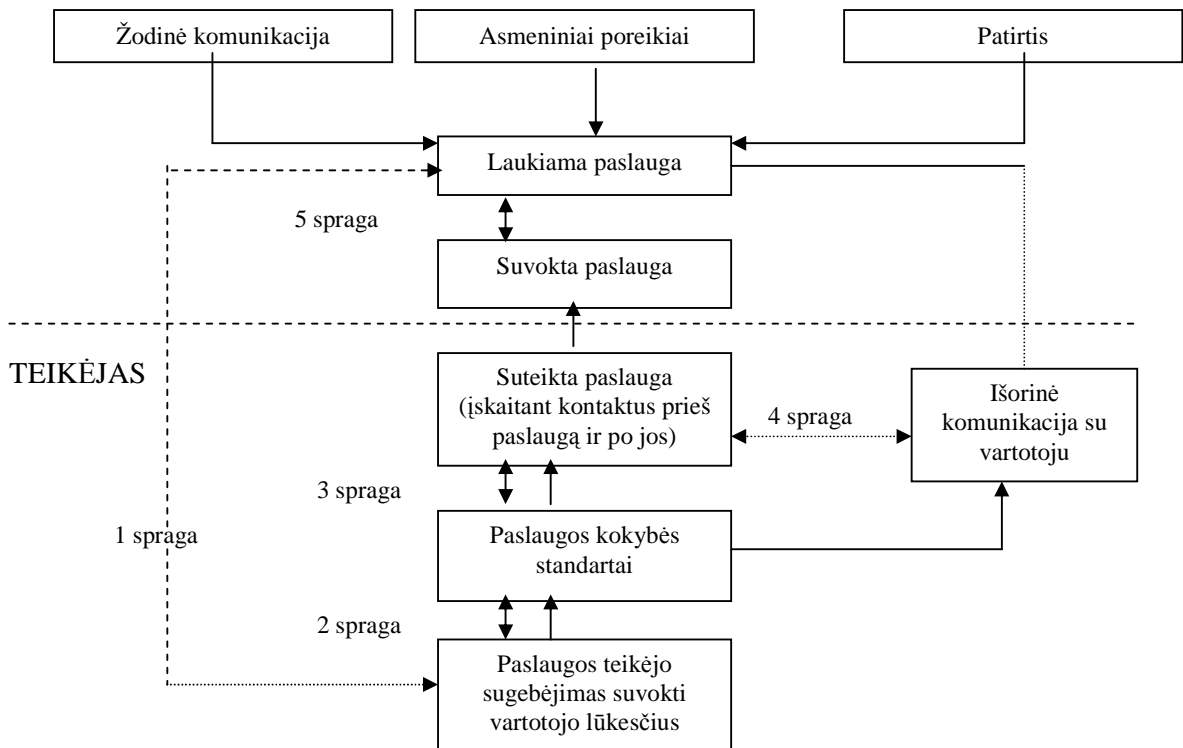 Žodinė komunikacija
Asmeniniai poreikiai
Patirtis
Laukiama paslauga
5 spraga
Suvokta paslauga
TEIKĖJAS
Suteikta paslauga
(įskaitant kontaktus prieš
paslaugą ir po jos)
4 spraga
Išorinė
komunikacija su
vartotoju
3 spraga
1 spraga
Paslaugos kokybės
standartai
2 spraga
Paslaugos teikėjo
sugebėjimas suvokti
vartotojo lūkesčius